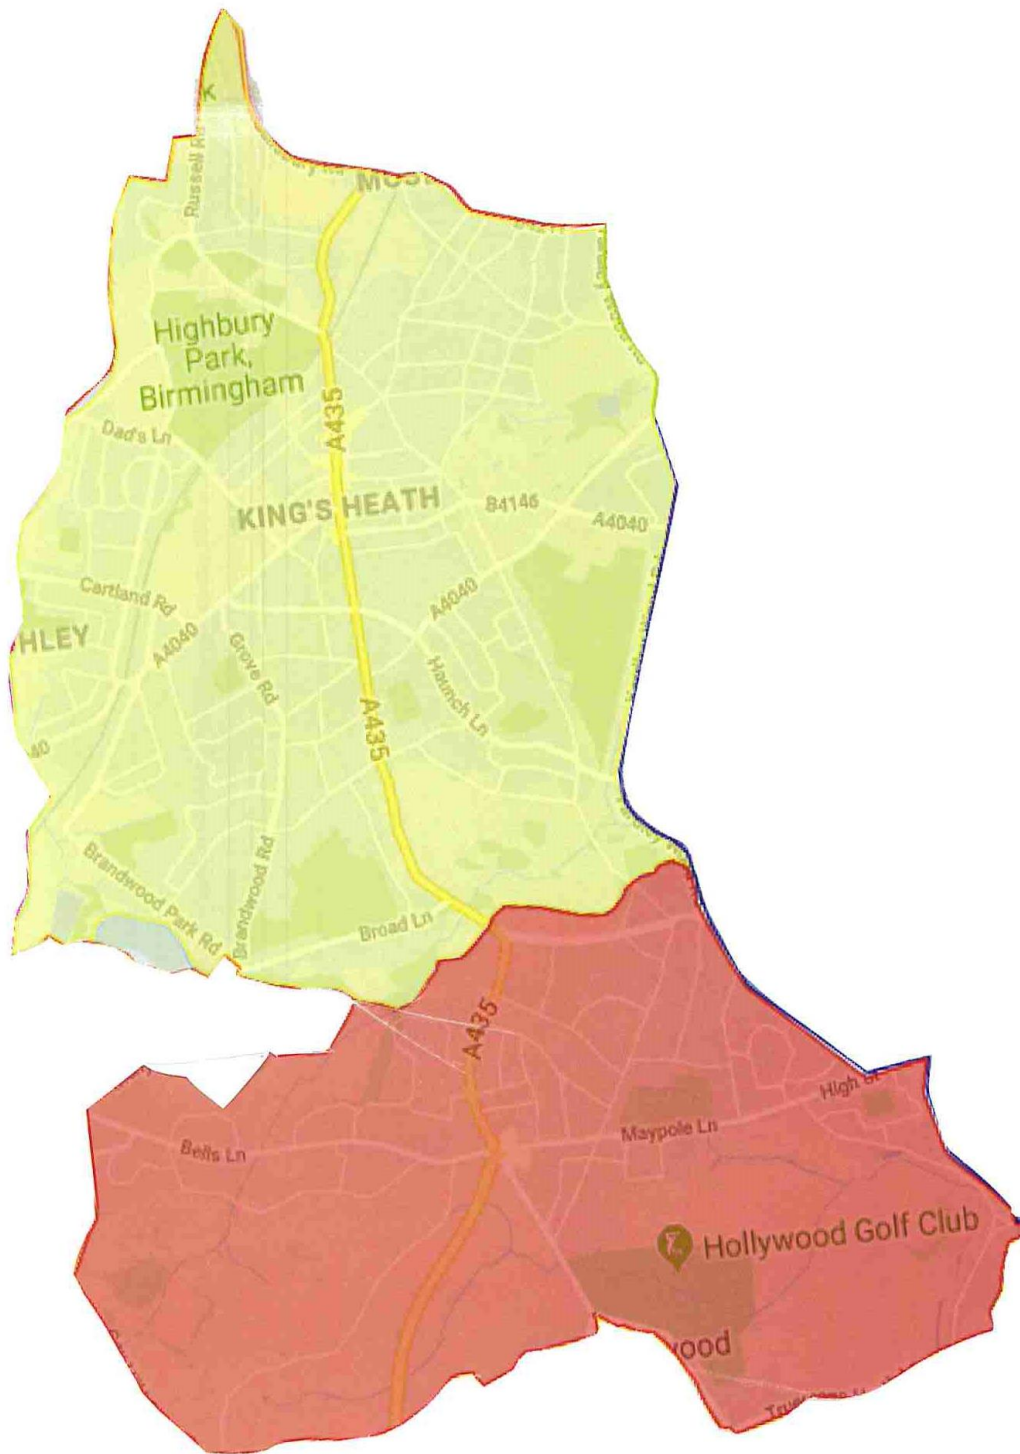 K
Russell Rd
MOS
Highbury
Park,
Birmingham
A435
Dad's Ln
KING'S HEATH
B4146
A4040
Cartland Rd
A4040
HLEY
A4040
Grove Rd
Haunch Ln
A435
40
Brandwood Park Rd
Brandwood Rd
Broad Ln
A435
High St
Maypole Ln
Bells Ln
Hollywood Golf Club
wood